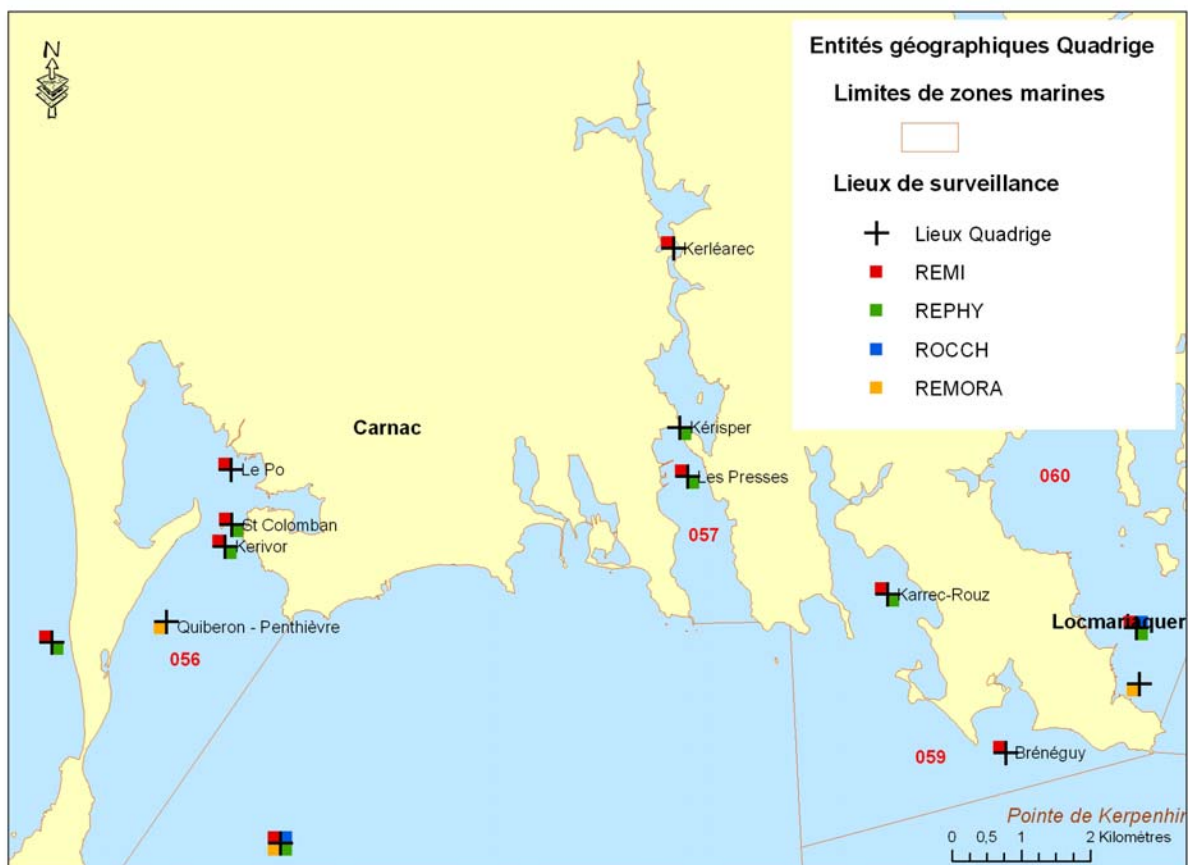 N
Entités géographiques Quadrige
Limites de zones marines
Lieux de surveillance
Lieux Quadrige
REMI
REPHY
ROCCH
REMORA
Kerléarec
Carnac
Kérisper
Le Po
Les Presses
060
St Colomban
Kerivor
057
Karrec-Rouz
Quiberon - Penthièvre
056
Brénéguy
059
Pointe de Kerpenhir
0 0,5 1 2 Kilomètres